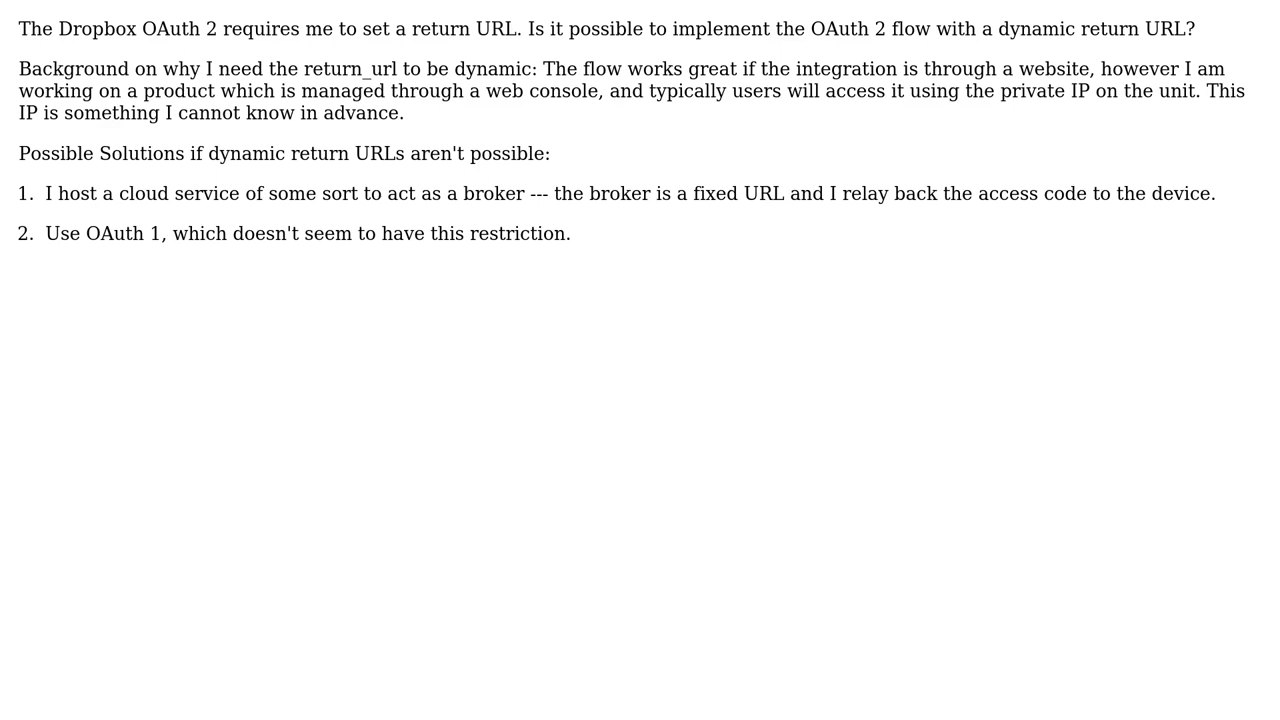 The Dropbox OAuth 2 requires me to set a return URL. Is it possible to implement the OAuth 2 flow with a dynamic return URL?
Background on why I need the return_url to be dynamic: The flow works great if the integration is through a website, however I am
working on a product which is managed through a web console, and typically users will access it using the private IP on the unit. This
IP is something I cannot know in advance.
Possible Solutions if dynamic return URLs aren't possible:
1. I host a cloud service of some sort to act as a broker --- the broker is a fixed URL and I relay back the access code to the device.
2. Use OAuth 1, which doesn't seem to have this restriction.